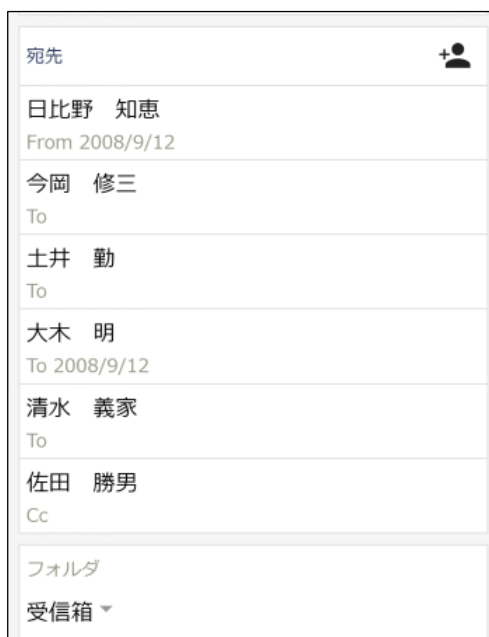 宛先
日比野　知恵
From 2008/9/12
今岡　修三
To
土井　勤
To
大木　明
To 2008/9/12
清水　義家
To
佐田　勝男
Cc
フォルダ
受信箱